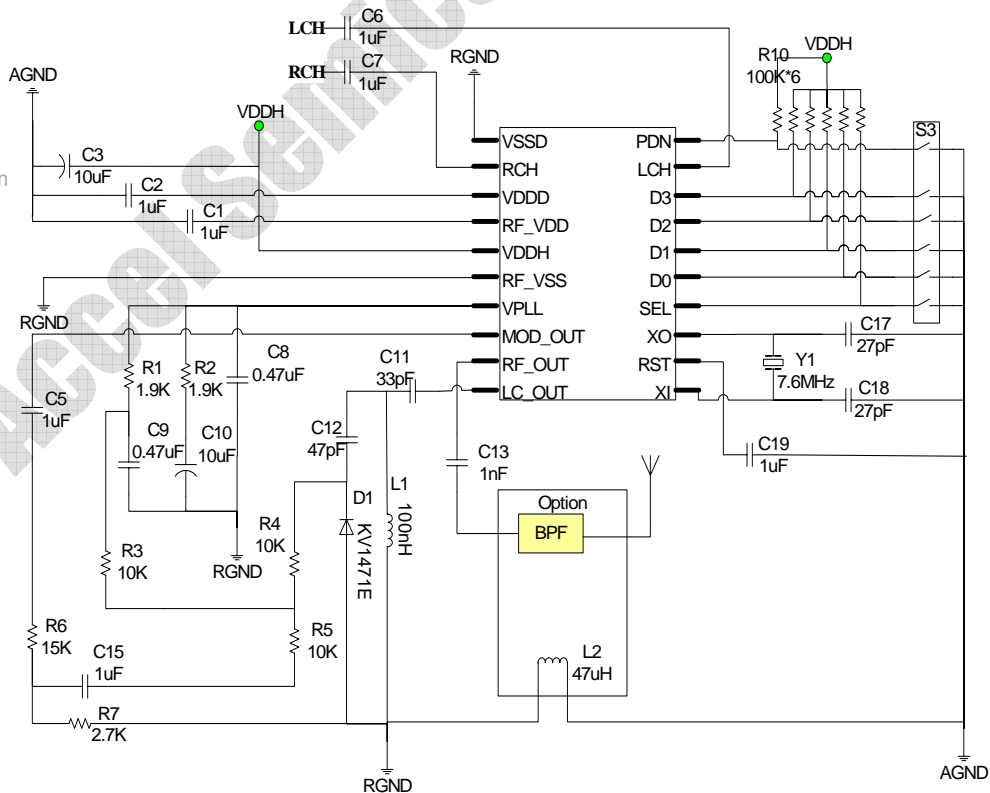 Accel Semic
m
LCH
C6
1uF
RCH
C7
1uF
RGND
R10
100K*6
VDDH
AGND
VDDH
S3
C3
10uF
C2
1uF
C1
1uF
VSSD
RCH
VDDD
RF_VDD
VDDH
RF_VSS
VPLL
MOD_OUT
RF_OUT
LC_OUT
PDN
LCH
D3
D2
D1
D0
SEL
XO
RST
XI
RGND
C17
27pF
Y1
7.6MHz
C18
27pF
C19
1uF
R1
1.9K
R2
1.9K
C8
0.47uF
C11
33pF
C5
1uF
C9
0.47uF
C10
10uF
C12
47pF
C13
1nF
D1
KV1471E
L1
100nH
Option
BPF
R4
10K
R3
10K
RGND
R5
10K
R6
15K
C15
1uF
L2
47uH
R7
2.7K
RGND
AGND